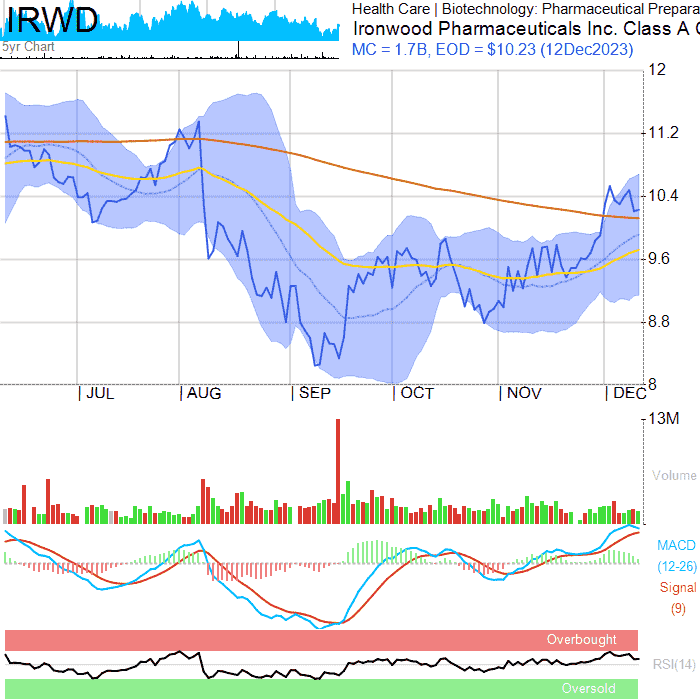 IRWD
5yr Chart
Health Care | Biotechnology: Pharmaceutical Prepara
Ironwood Pharmaceuticals Inc. Class A
MC = 1.7B, EOD = $10.23 (12Dec2023)
12
11.2
10.4
9.6
8.8
8
JUL AUG SEP OCT NOV DEC
13M
Volume
MACD
(12-26)
Signal
(9)
Overbought
RSI(14)
Oversold